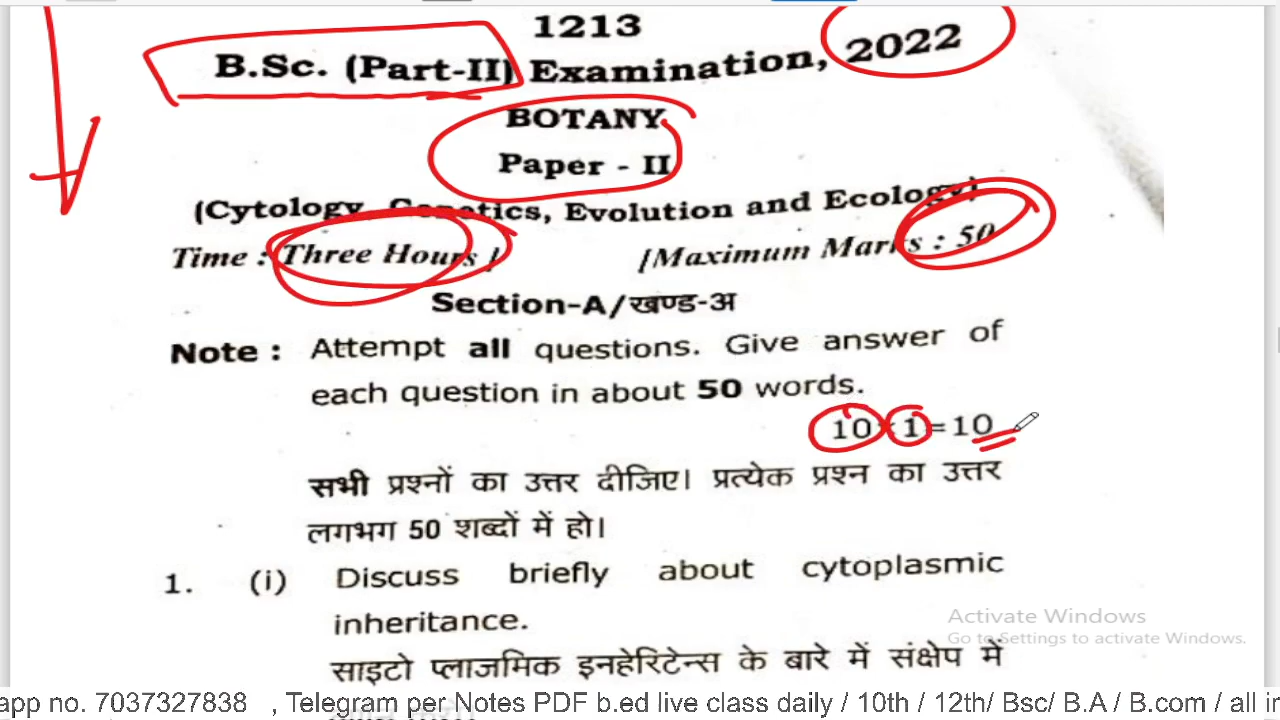 1213
B.Sc. (Part-II) Examination, 2022
BOTANY
Paper - II
(Cytology, Genetics, Evolution and Ecology)
Time : Three Hours ]
[Maximum Marks : 50
Section-A/खण्ड-अ
Note : Attempt all questions. Give answer of
each question in about 50 words.
10×1=10
सभी प्रश्नों का उत्तर दीजिए। प्रत्येक प्रश्न का उत्तर
लगभग 50 शब्दों में हो।
1. (i) Discuss briefly about cytoplasmic
inheritance.
Activate Windows
Go to Settings to activate Windows.
साइटो प्लाजमिक इनहेरिटेन्स के बारे में संक्षेप में
app no. 7037327838 , Telegram per Notes PDF b.ed live class daily / 10th / 12th/ Bsc/ B.A / B.com / all in